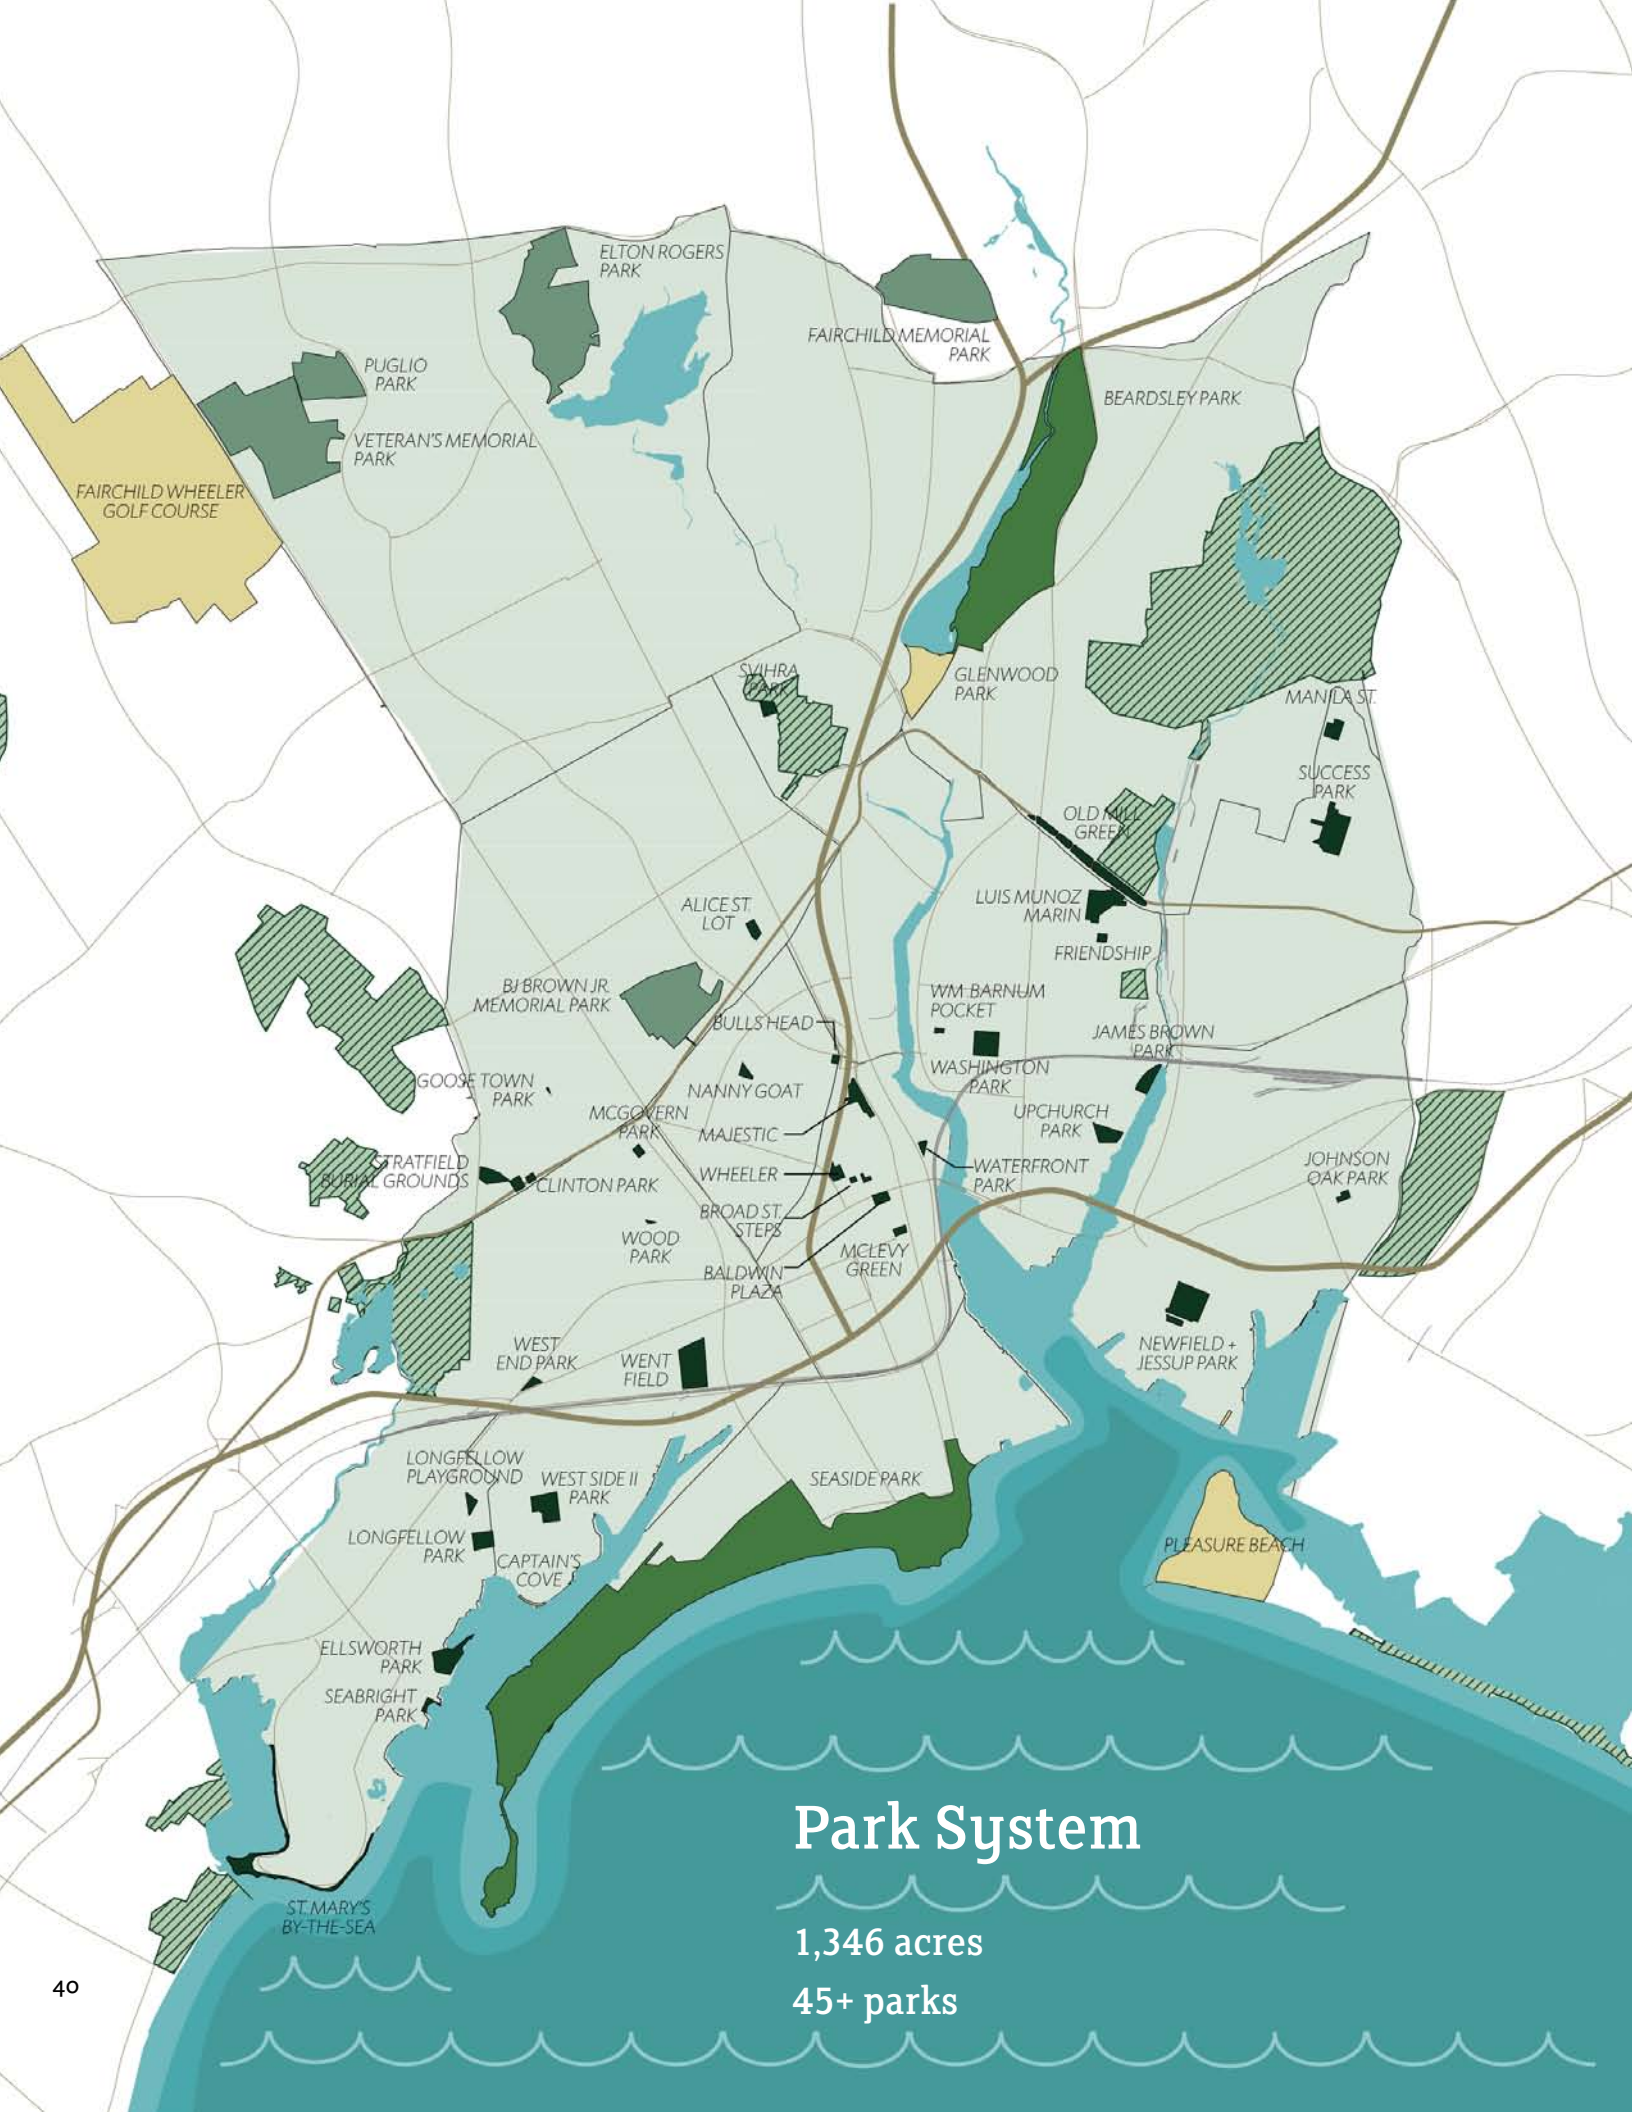 ELTON ROGERS
PARK
FAIRCHILD MEMORIAL
PARK
PUGLIO
PARK
BEARDSLEY PARK
VETERAN'S MEMORIAL
PARK
FAIRCHILD WHEELER
GOLF COURSE
SVIHRA
PARK
GLENWOOD
PARK
MANILA ST.
SUCCESS
PARK
OLD MILL
GREEN
ALICE ST.
LOT
LUIS MUNOZ
MARIN
FRIENDSHIP
BJ BROWN JR.
MEMORIAL PARK
WM BARNUM
POCKET
BULLS HEAD
JAMES BROWN
PARK
WASHINGTON
PARK
GOOSE TOWN
PARK
NANNY GOAT
MCGOVERN
PARK
UPCHURCH
PARK
MAJESTIC
STRATFIELD
BURIAL GROUNDS
CLINTON PARK
WHEELER
WATERFRONT
PARK
JOHNSON
OAK PARK
BROAD ST.
STEPS
WOOD
PARK
MCLEVY
GREEN
BALDWIN
PLAZA
WEST
END PARK
WENT
FIELD
NEWFIELD +
JESSUP PARK
LONGFELLOW
PLAYGROUND
WEST SIDE II
PARK
SEASIDE PARK
LONGFELLOW
PARK
CAPTAIN'S
COVE
PLEASURE BEACH
ELLSWORTH
PARK
SEABRIGHT
PARK
Park System
ST. MARY'S
BY-THE-SEA
1,346 acres
45+ parks
40